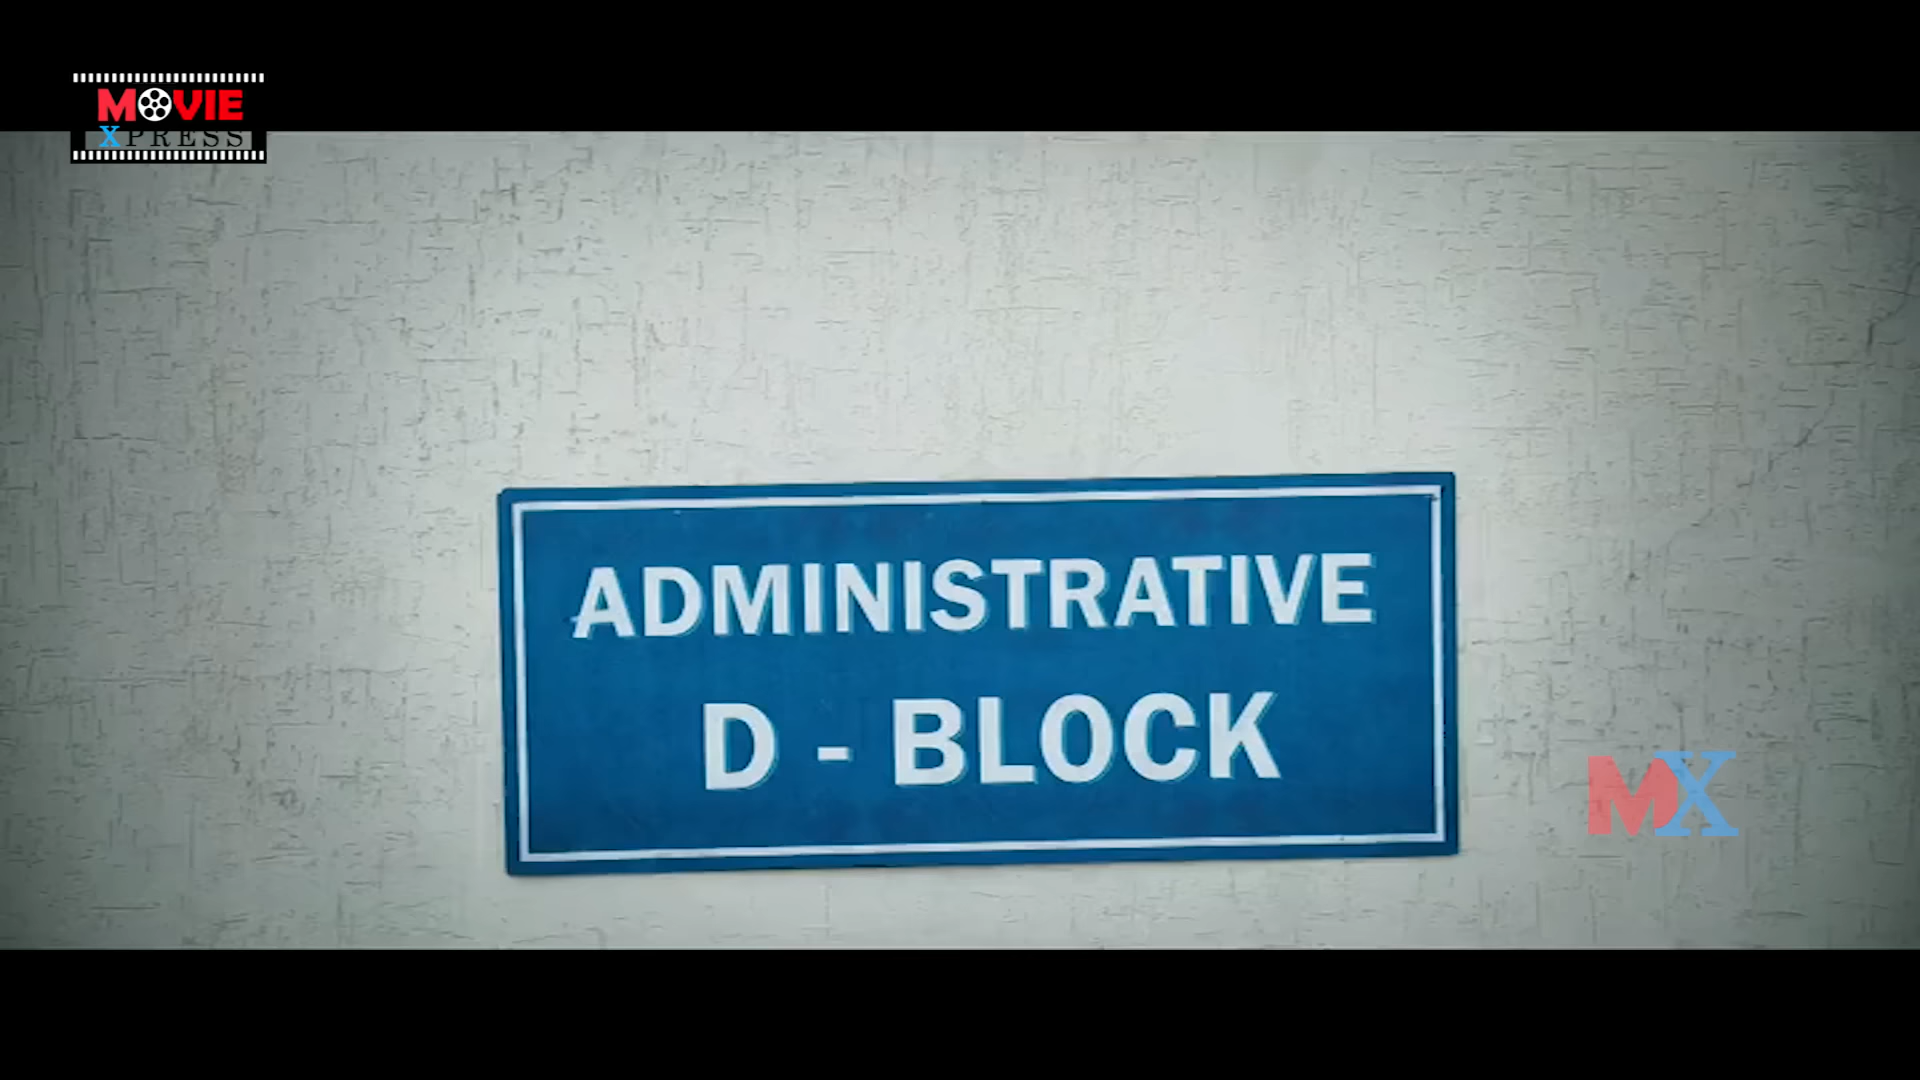 MOVIE
XPRESS
ADMINISTRATIVE
D - BLOCK
MX